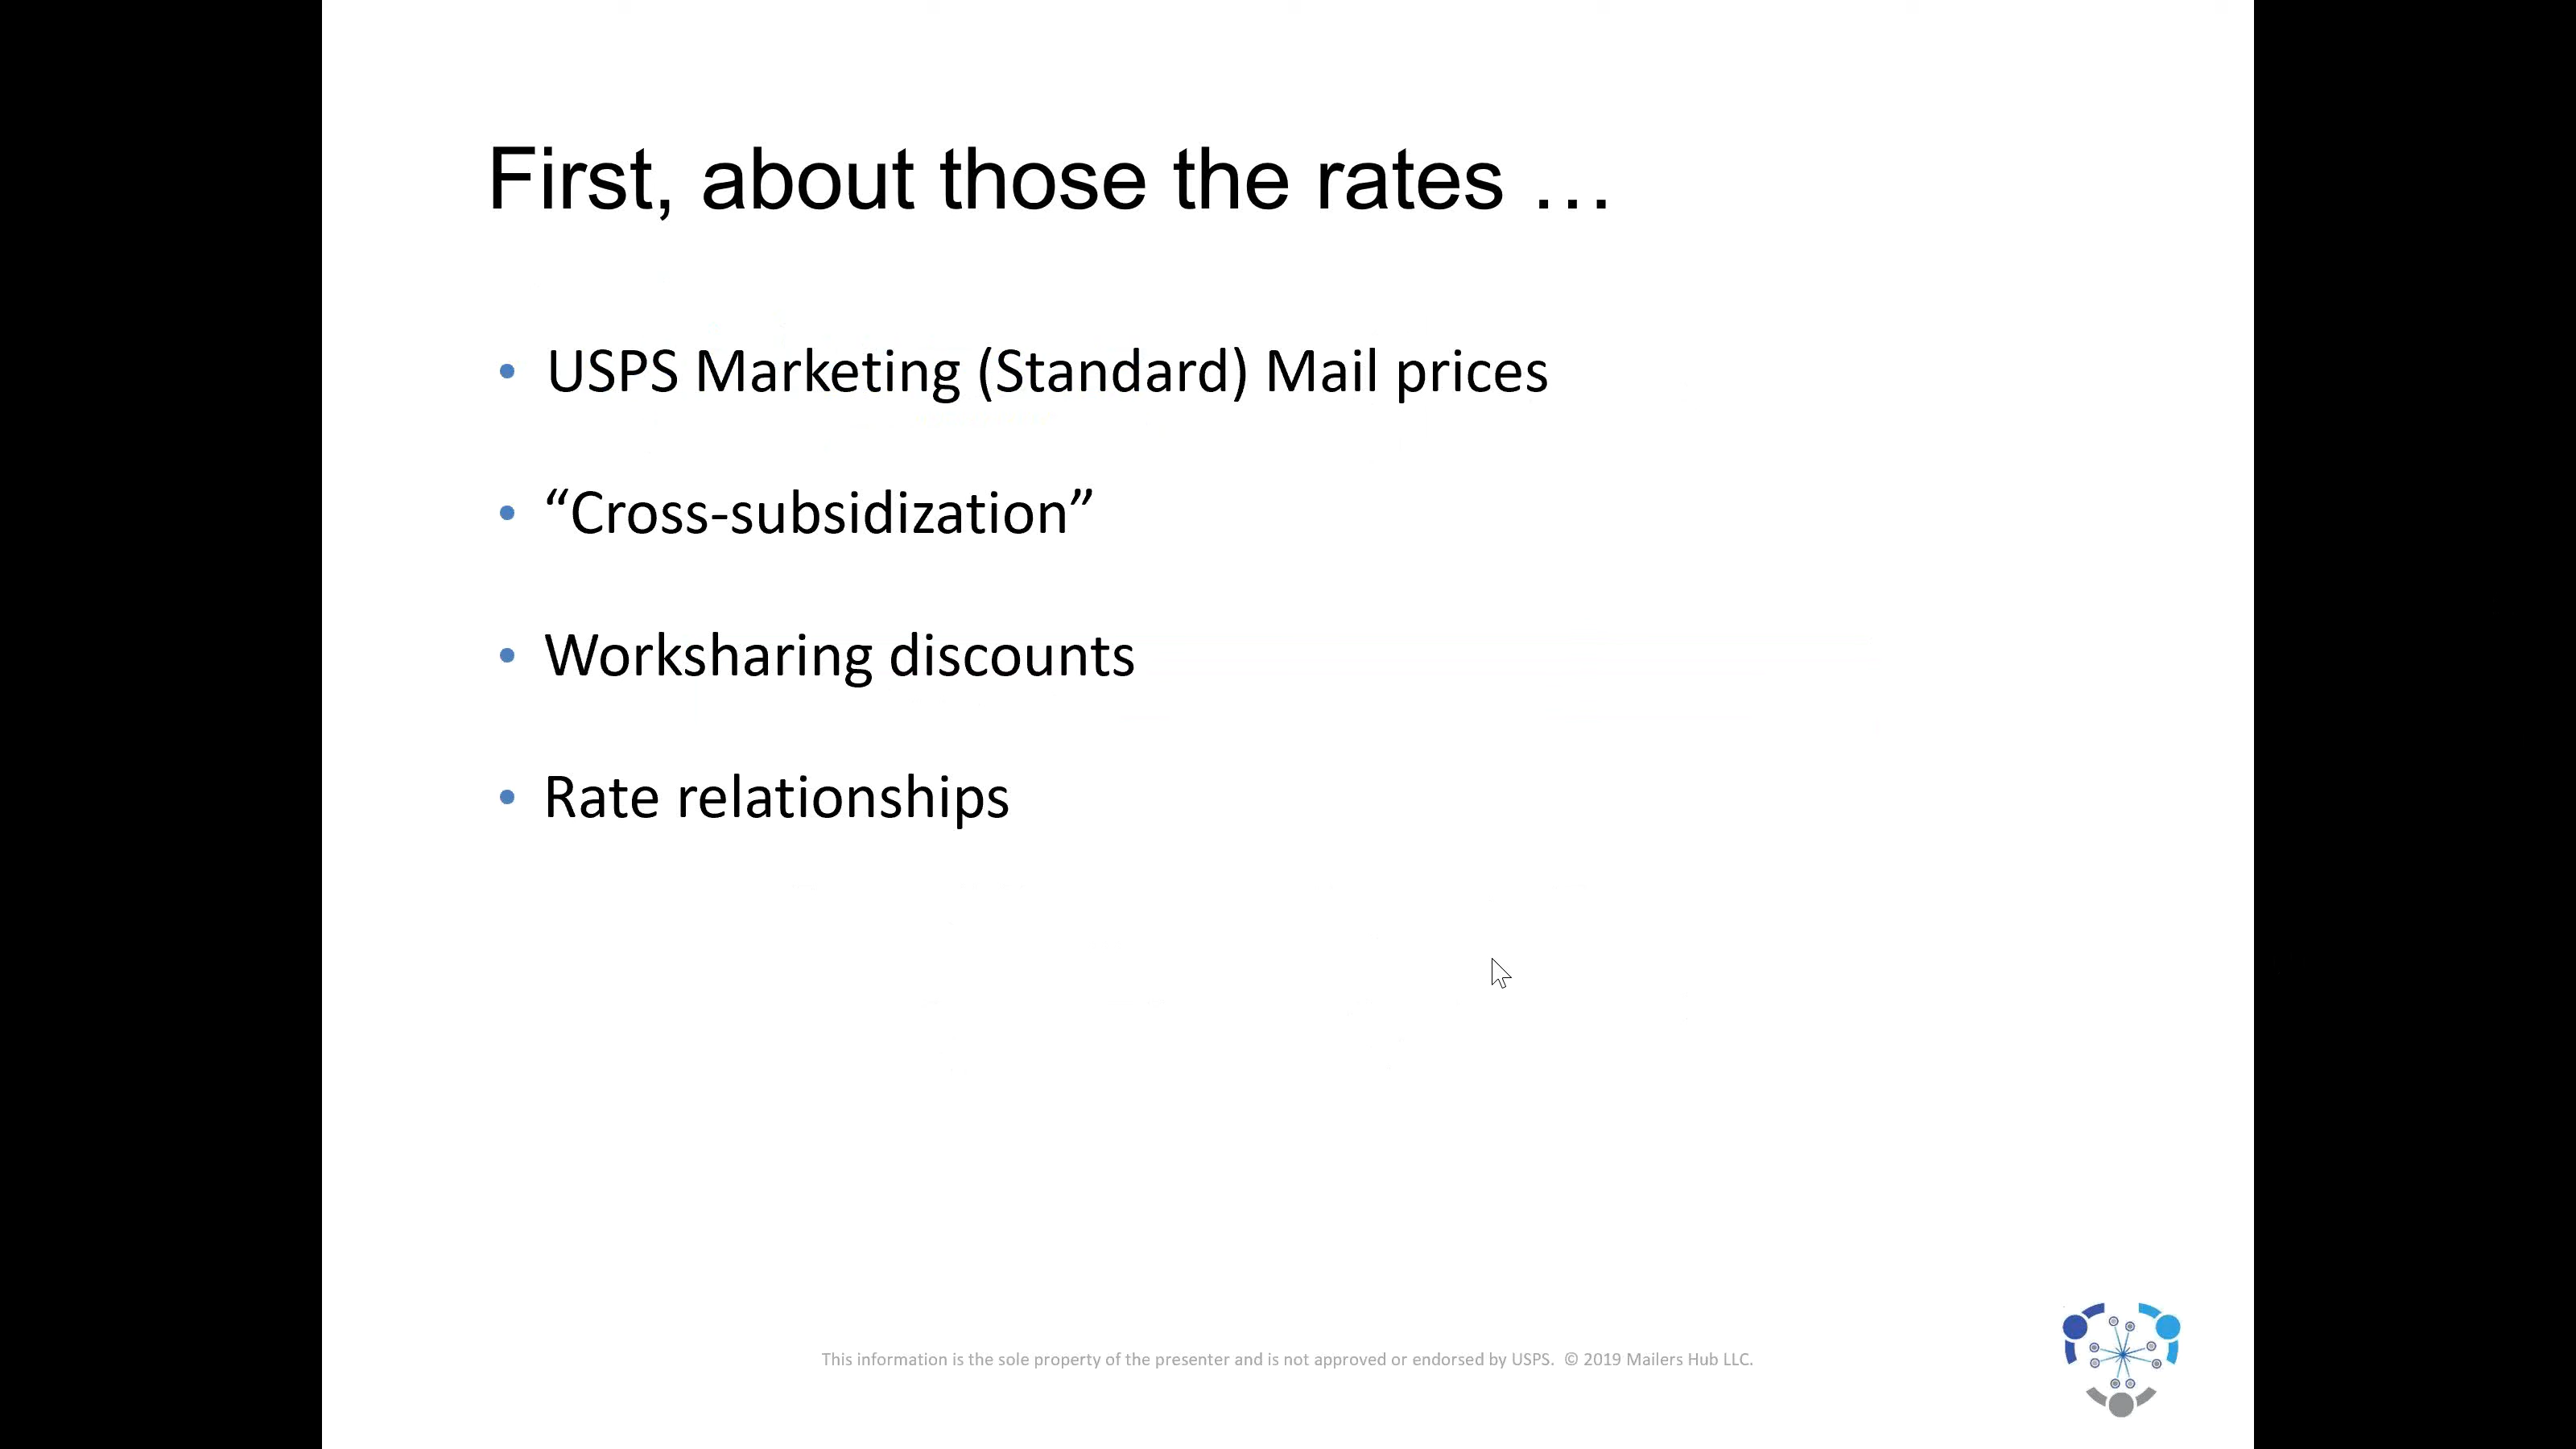 First, about those the rates …
• USPS Marketing (Standard) Mail prices
• “Cross-subsidization”
• Worksharing discounts
• Rate relationships
This information is the sole property of the presenter and is not approved or endorsed by USPS.  © 2019 Mailers Hub LLC.